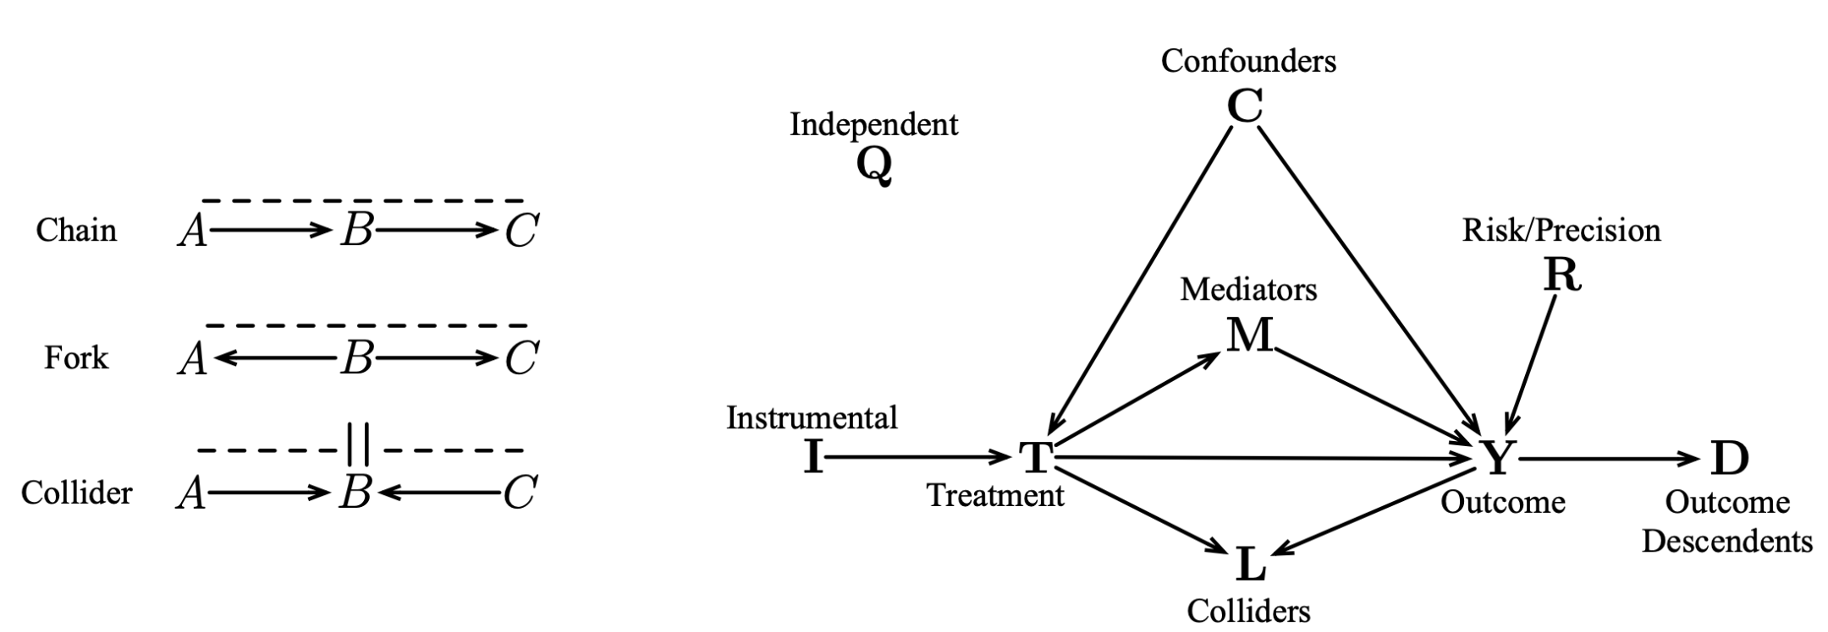 Chain A B C
Fork A B C
Collider A B C
Confounders
C
Independent
Q
Risk/Precision
R
Mediators
M
Instrumental
I
T
Treatment
Y
Outcome
D
Outcome
Descendents
L
Colliders